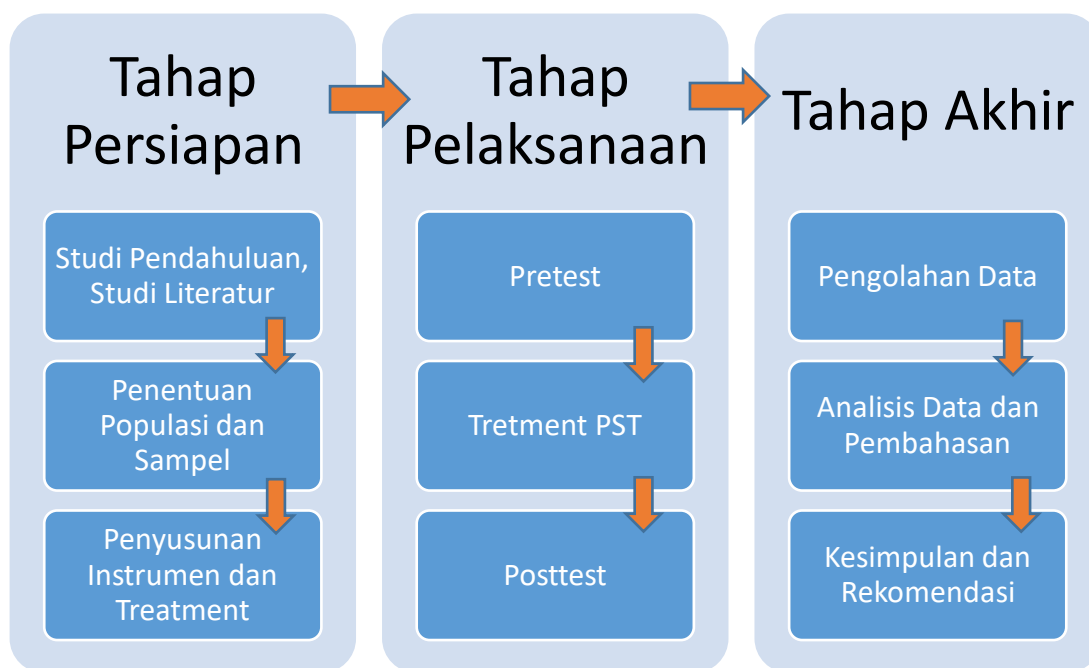 Tahap
Persiapan
Studi Pendahuluan,
Studi Literatur
Penentuan
Populasi dan
Sampel
Penyusunan
Instrumen dan
Treatment
Tahap
Pelaksanaan
Pretest
Tretment PST
Posttest
Tahap Akhir
Pengolahan Data
Analisis Data dan
Pembahasan
Kesimpulan dan
Rekomendasi